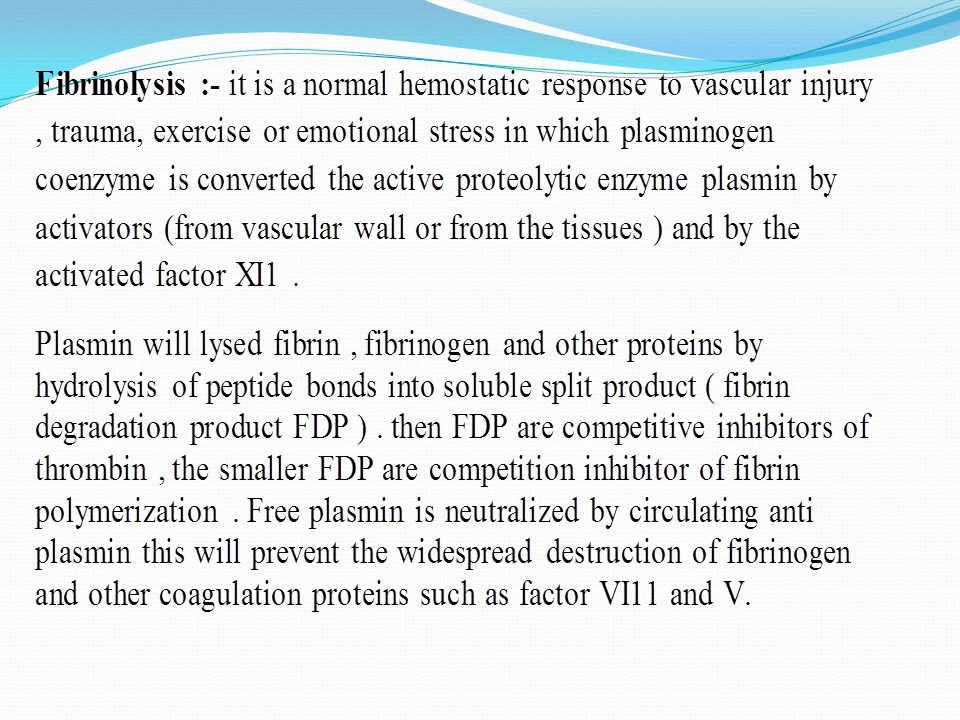 Fibrinolysis :- it is a normal hemostatic response to vascular injury
, trauma, exercise or emotional stress in which plasminogen
coenzyme is converted the active proteolytic enzyme plasmin by
activators (from vascular wall or from the tissues ) and by the
activated factor XI1 .
Plasmin will lysed fibrin , fibrinogen and other proteins by
hydrolysis of peptide bonds into soluble split product ( fibrin
degradation product FDP ) . then FDP are competitive inhibitors of
thrombin , the smaller FDP are competition inhibitor of fibrin
polymerization . Free plasmin is neutralized by circulating anti
plasmin this will prevent the widespread destruction of fibrinogen
and other coagulation proteins such as factor VI11 and V.